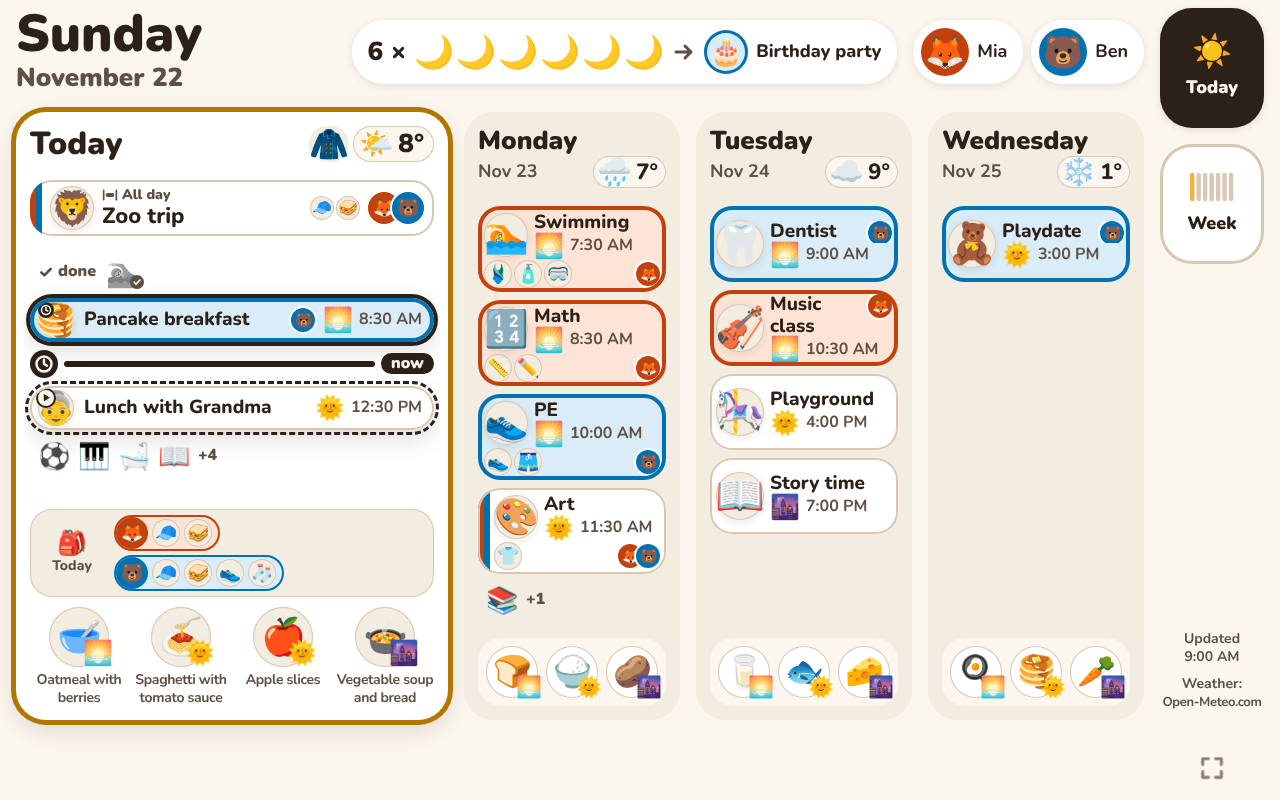 Sunday
November 22
6 ×
Birthday party
Mia
Ben
Today
Week
Today
8°
All day
Zoo trip
done
Pancake breakfast
8:30 AM
now
Lunch with Grandma
12:30 PM
+4
Today
Oatmeal with
berries
Spaghetti with
tomato sauce
Apple slices
Vegetable soup
and bread
Monday
Nov 23
7°
Swimming
7:30 AM
Math
8:30 AM
PE
10:00 AM
Art
11:30 AM
+1
Tuesday
Nov 24
9°
Dentist
9:00 AM
Music
class
10:30 AM
Playground
4:00 PM
Story time
7:00 PM
Wednesday
Nov 25
1°
Playdate
3:00 PM
Updated
9:00 AM
Weather:
Open-Meteo.com